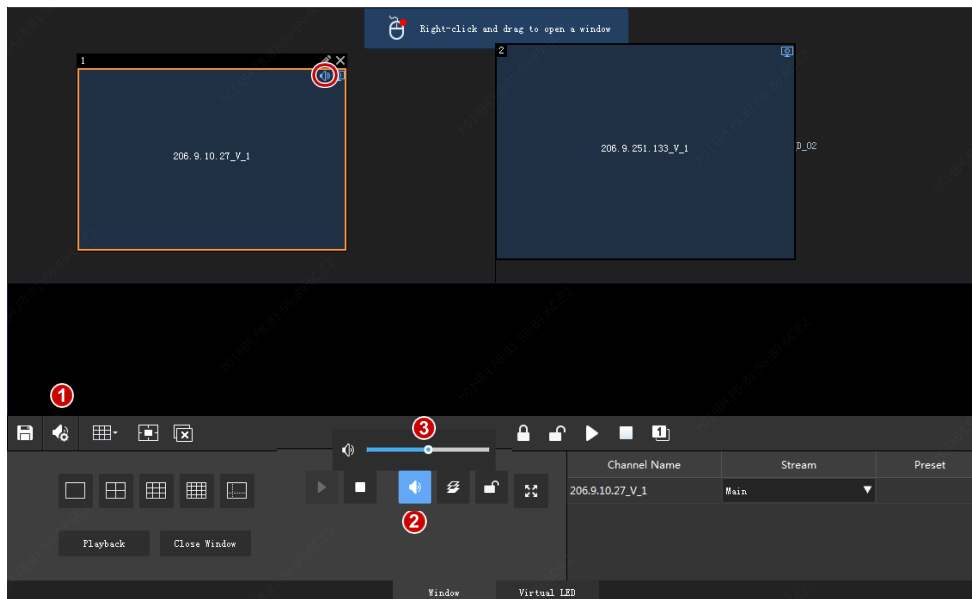 Right-click and drag to open a window
1
2
206.9.10.27_V_1
206.9.251.133_V_1
D_02
1
3
1
Channel Name
Stream
Preset
206.9.10.27_V_1
Main
2
Playback
Close Window
Window
Virtual LED